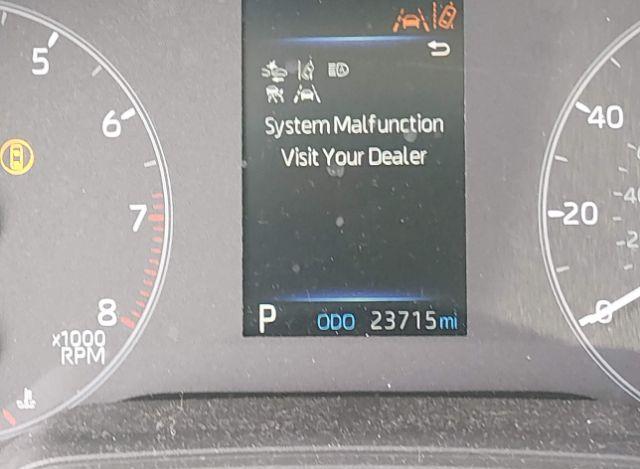 5
6
7
8
x1000
RPM
System Malfunction
Visit Your Dealer
P ODO 23715 mi
40
20
0